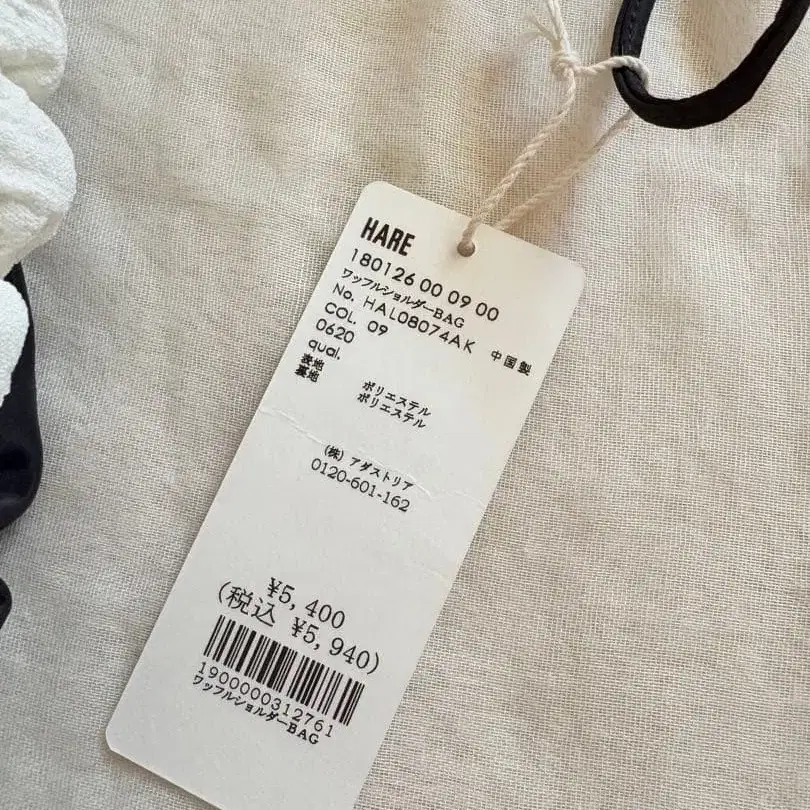 HARE
180126 00 09 00
ワッフルショルダーBAG
No. HAL08074AK 中国製
COL. 09
0620
qual.
表地 ポリエステル
裏地 ポリエステル
(株) アダストリア
0120-601-162
¥5,400
(税込 ¥5,940)
1900000312761
ワッフルショルダーBAG